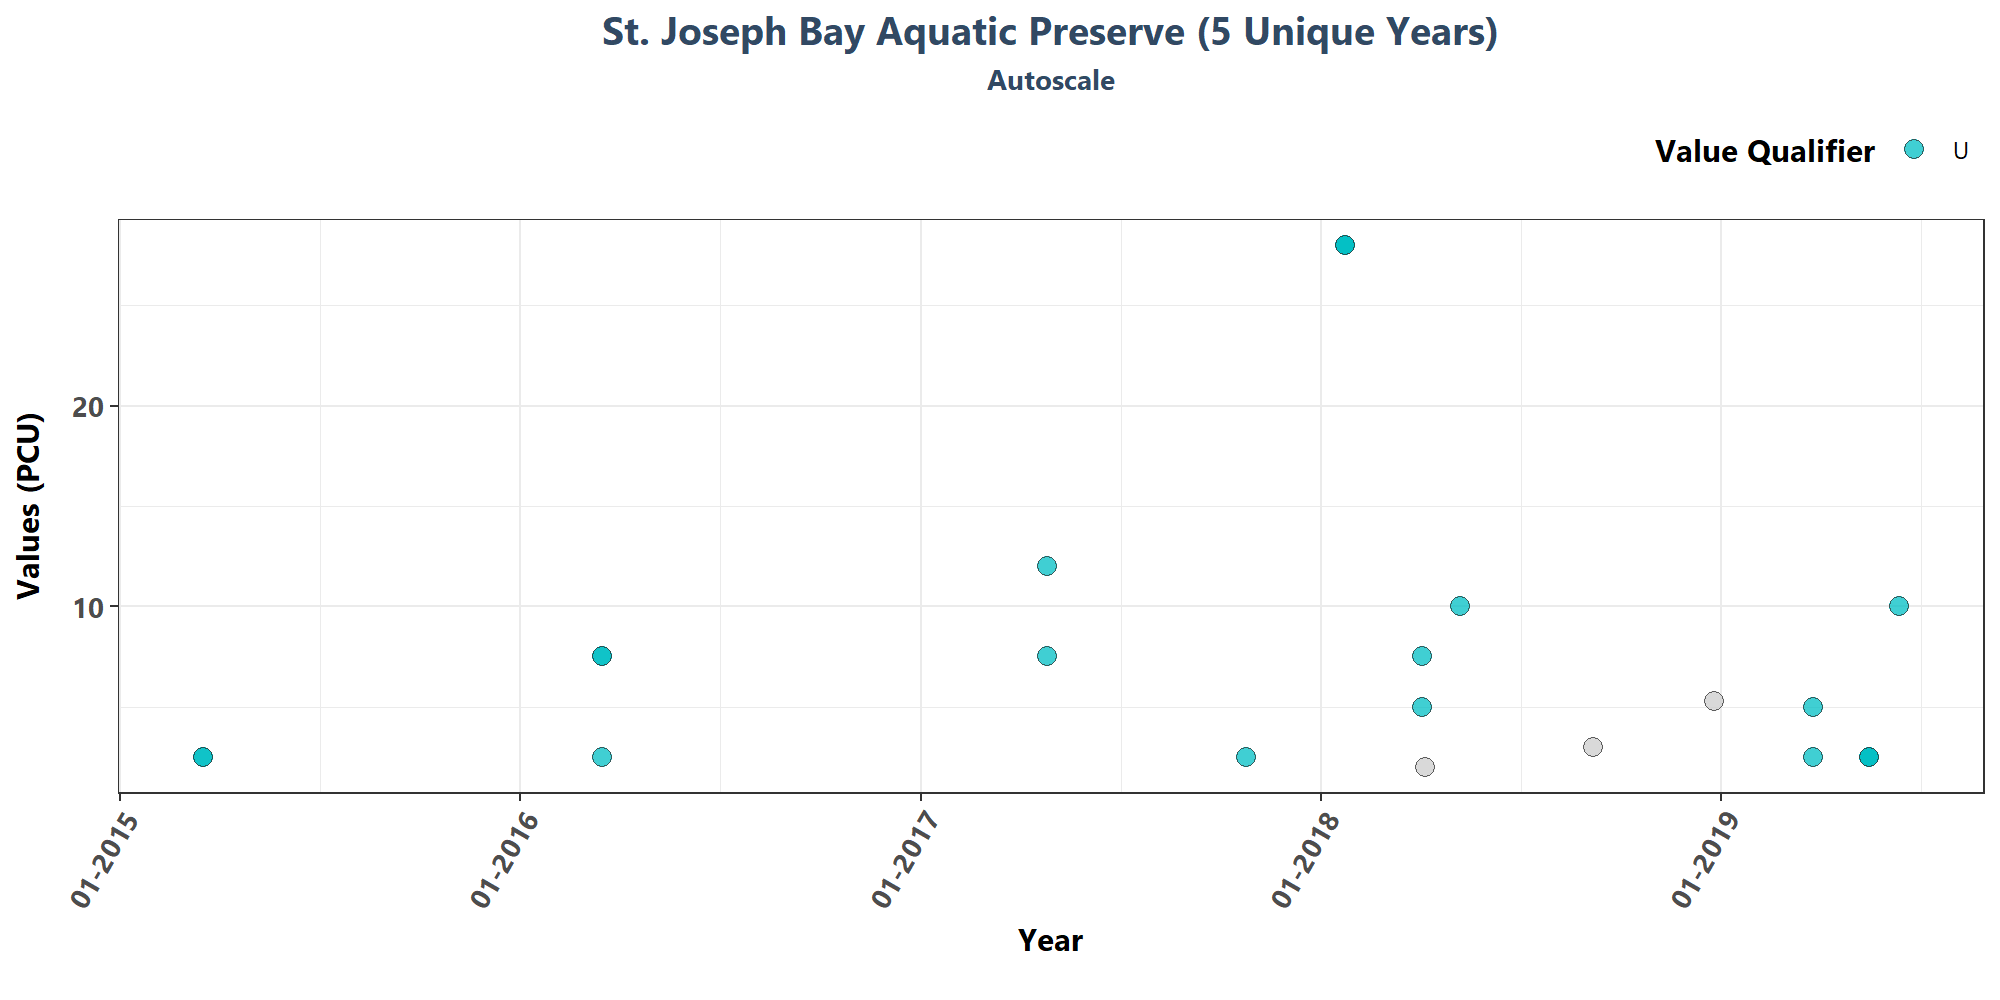 St. Joseph Bay Aquatic Preserve (5 Unique Years)
Autoscale
Value Qualifier U
Values (PCU)
20
10
01-2015
01-2016
01-2017
01-2018
01-2019
Year